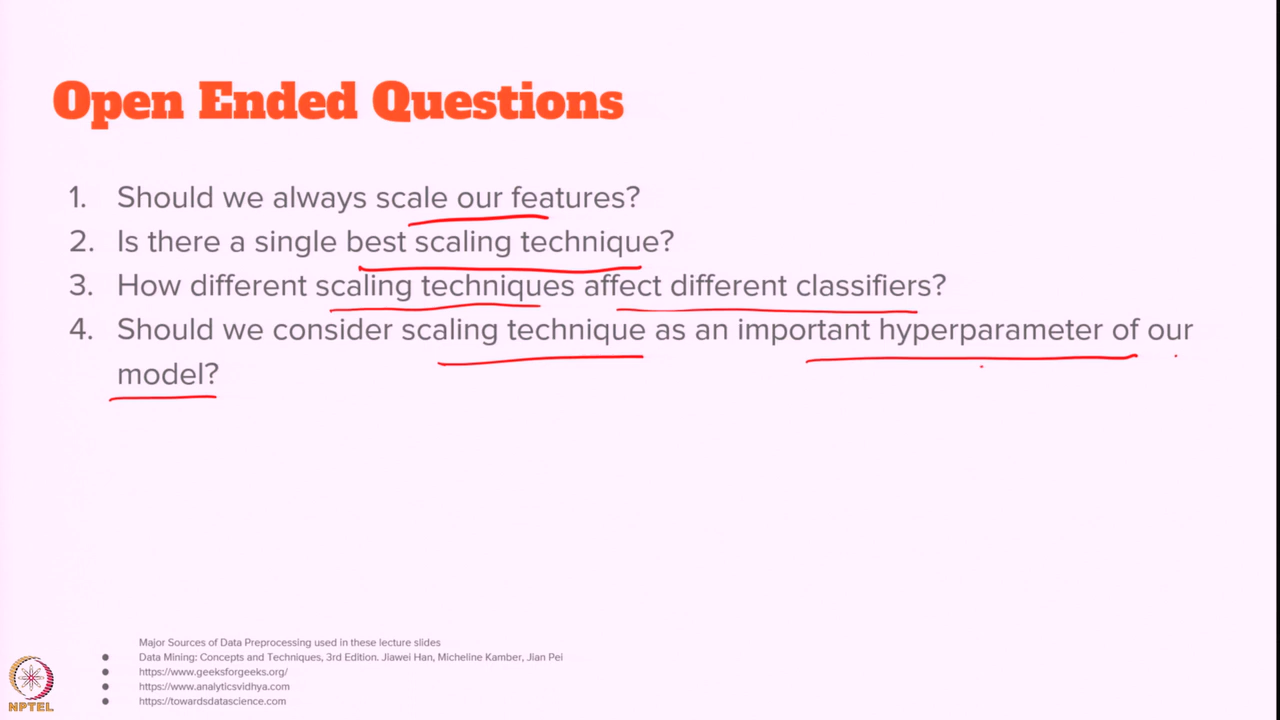 Open Ended Questions
1. Should we always scale our features?
2. Is there a single best scaling technique?
3. How different scaling techniques affect different classifiers?
4. Should we consider scaling technique as an important hyperparameter of our
model?
Major Sources of Data Preprocessing used in these lecture slides
● Data Mining: Concepts and Techniques, 3rd Edition. Jiawei Han, Micheline Kamber, Jian Pei
● https://www.geeksforgeeks.org/
● https://www.analyticsvidhya.com
● https://towardsdatascience.com
NPTEL